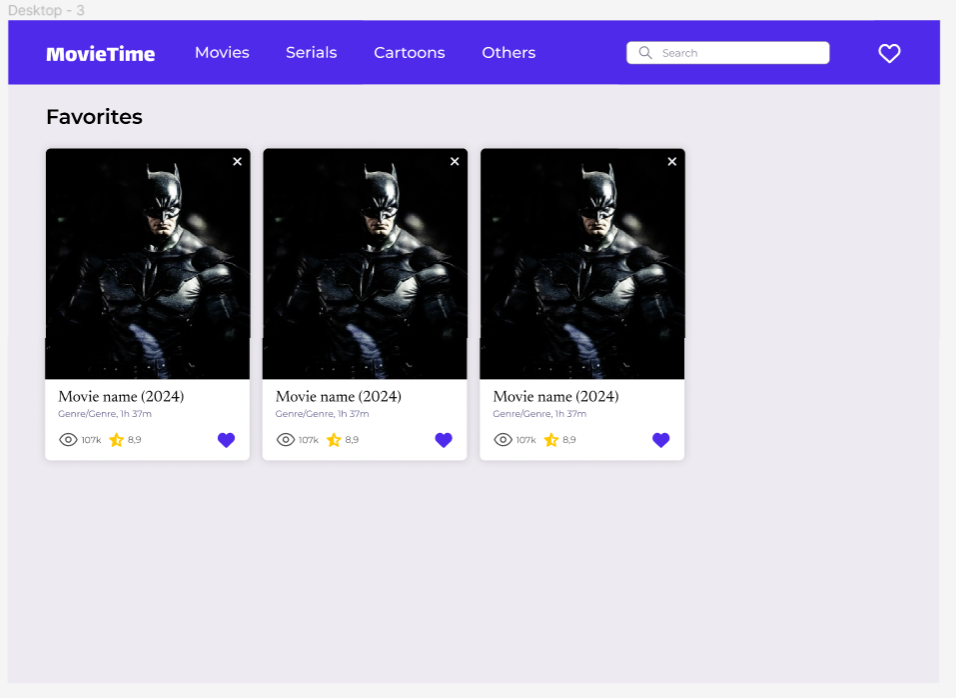 Desktop - 3
MovieTime Movies Serials Cartoons Others Search
Favorites
Movie name (2024) Movie name (2024) Movie name (2024)
Genre/Genre, 1h 37m Genre/Genre, 1h 37m Genre/Genre, 1h 37m
107k 8,9 107k 8,9 107k 8,9